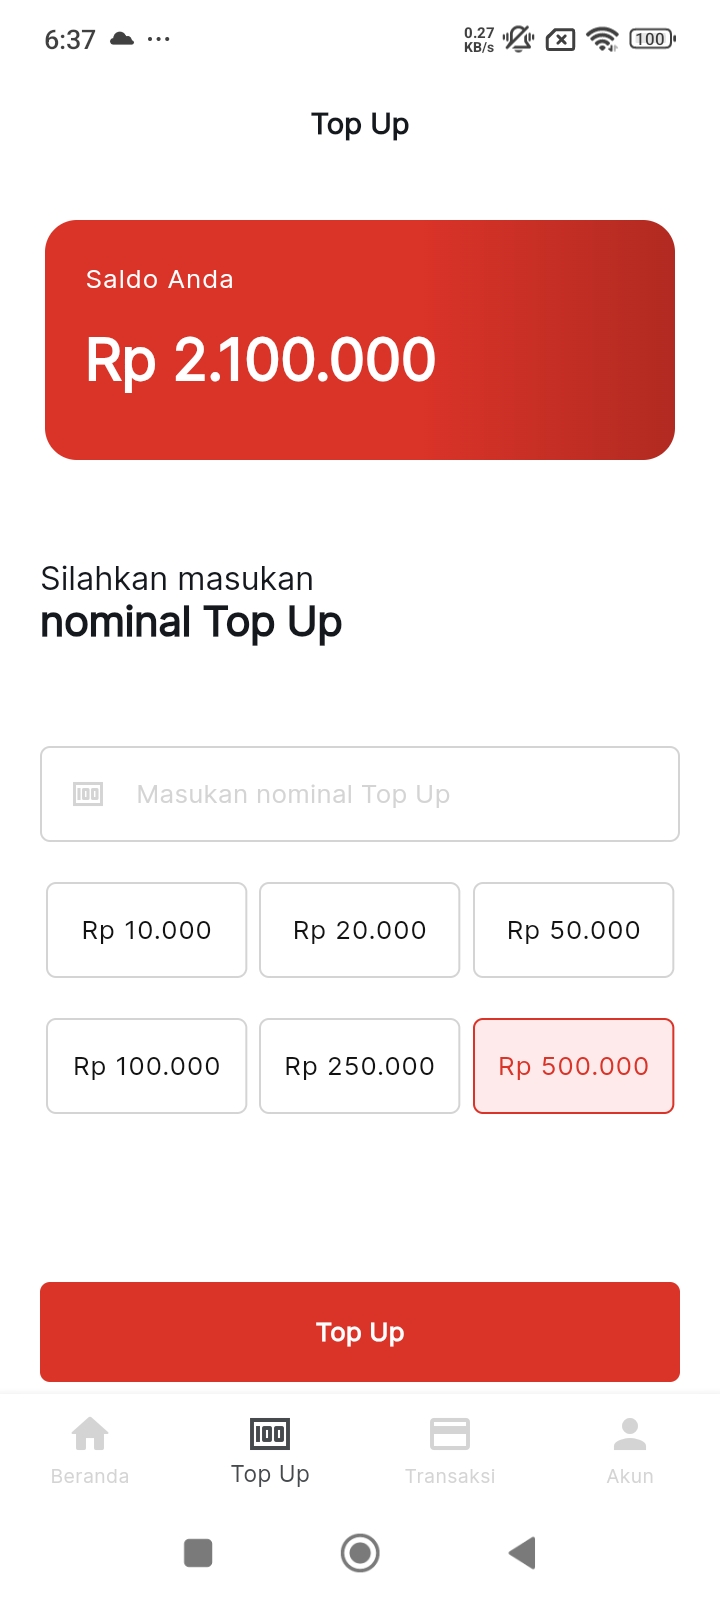 6:37
0.27
KB/s
100
Top Up
Saldo Anda
Rp 2.100.000
Silahkan masukan
nominal Top Up
100
Masukan nominal Top Up
Rp 10.000
Rp 20.000
Rp 50.000
Rp 100.000
Rp 250.000
Rp 500.000
Top Up
100
Beranda
Top Up
Transaksi
Akun